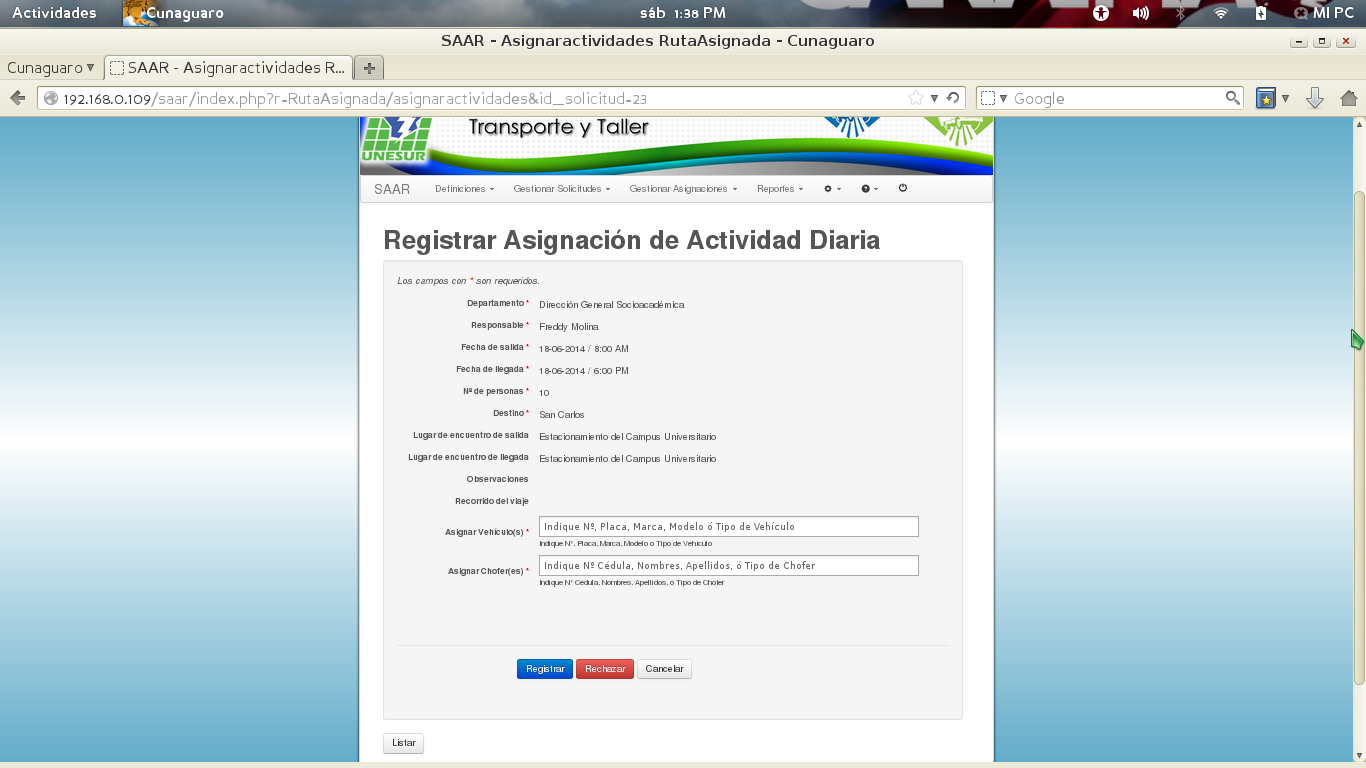 Actividades Cunaguaro sáb 1:38 PM MI PC
SAAR - Asignaractividades RutaAsignada - Cunaguaro
Cunaguaro SAAR - Asignaractividades R...
192.168.0.109/saar/index.php?r=RutaAsignada/asignaractividades&id_solicitud=23 Google
UNESUR
Transporte y Taller
SAAR Definiciones Gestionar Solicitudes Gestionar Asignaciones Reportes
Registrar Asignación de Actividad Diaria
Los campos con * son requeridos.
Departamento * Dirección General Socioacadémica
Responsable * Freddy Molina
Fecha de salida * 18-06-2014 / 8:00 AM
Fecha de llegada * 18-06-2014 / 6:00 PM
Nº de personas * 10
Destino * San Carlos
Lugar de encuentro de salida Estacionamiento del Campus Universitario
Lugar de encuentro de llegada Estacionamiento del Campus Universitario
Observaciones
Recorrido del viaje
Asignar Vehículo(s) * Indique Nº, Placa, Marca, Modelo ó Tipo de Vehículo
Indique N°, Placa, Marca, Modelo o Tipo de Vehículo
Asignar Chofer(es) * Indique Nº Cédula, Nombres, Apellidos, ó Tipo de Chofer
Indique N° Cédula, Nombres, Apellidos, ó Tipo de Chofer
Registrar Rechazar Cancelar
Listar